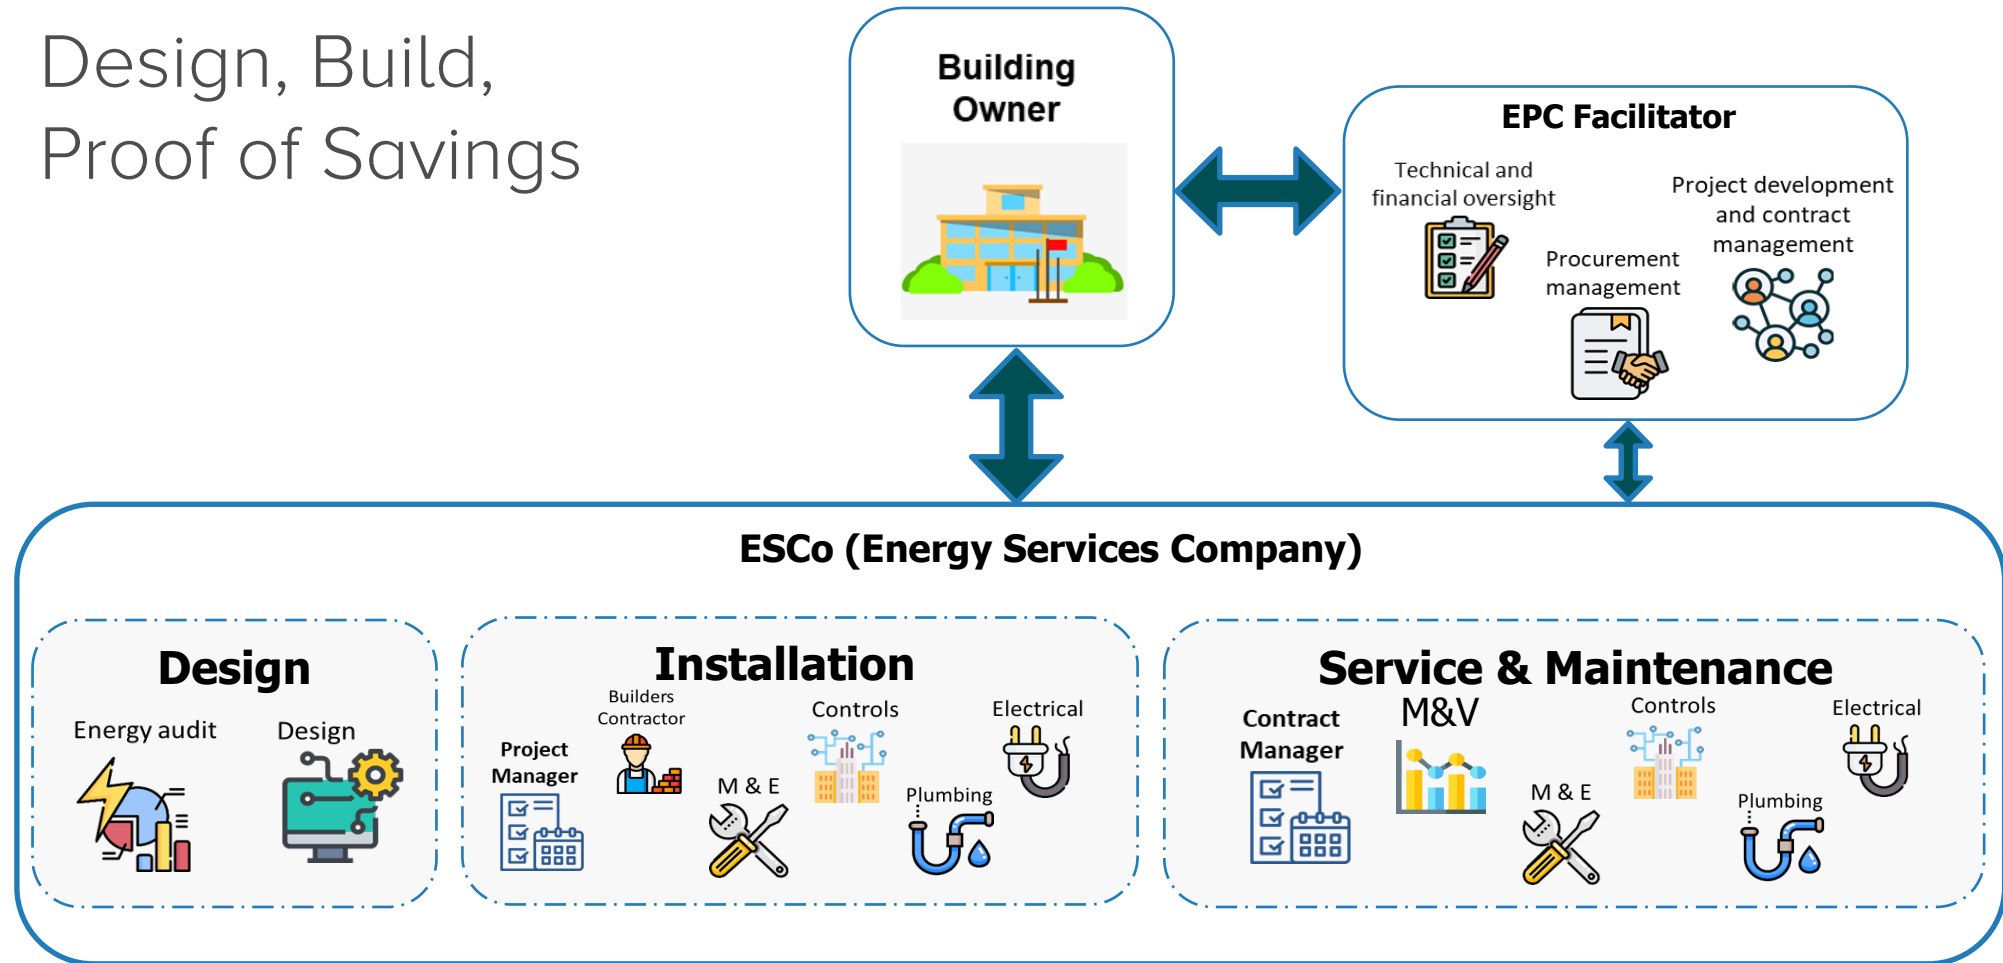 Design, Build,
Proof of Savings
Building
Owner
EPC Facilitator
Technical and
financial oversight
Procurement
management
Project development
and contract
management
ESCo (Energy Services Company)
Design
Energy audit
Design
Installation
Project
Manager
Builders
Contractor
M & E
Controls
Plumbing
Electrical
Service & Maintenance
Contract
Manager
M&V
M & E
Controls
Plumbing
Electrical